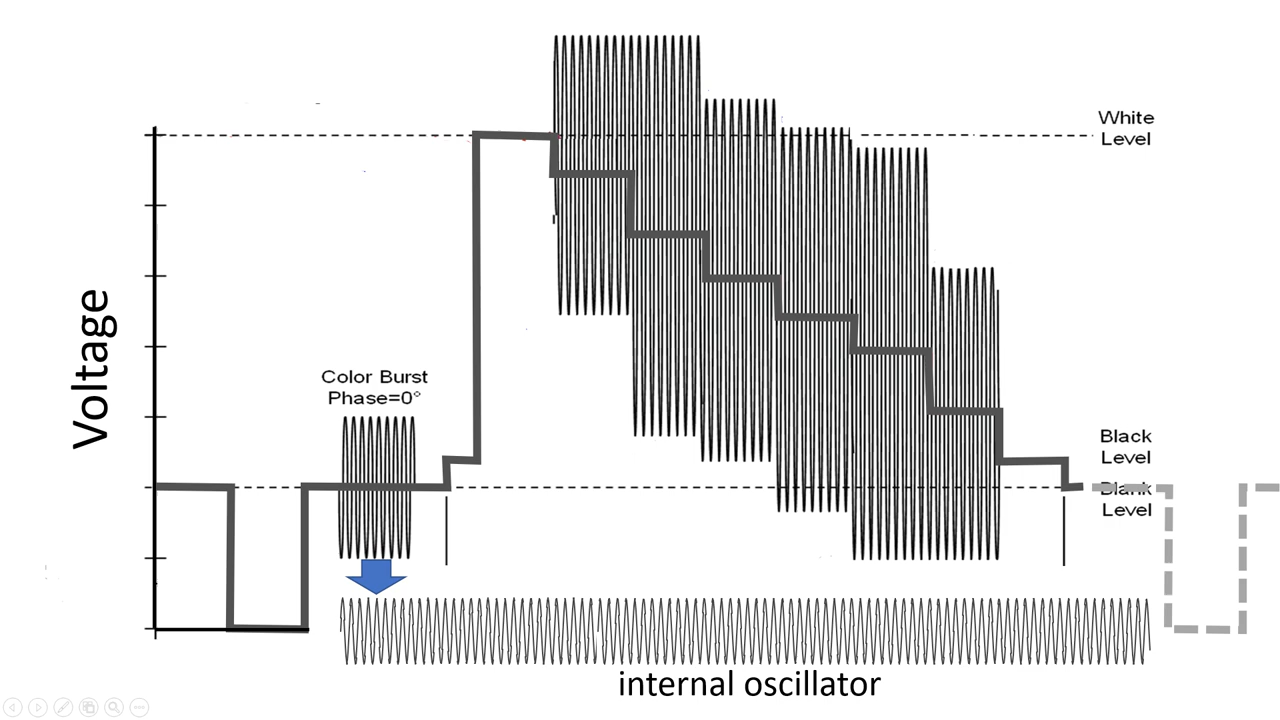 White
Level
Voltage
Color Burst
Phase=0°
Black
Level
Blank
Level
internal oscillator